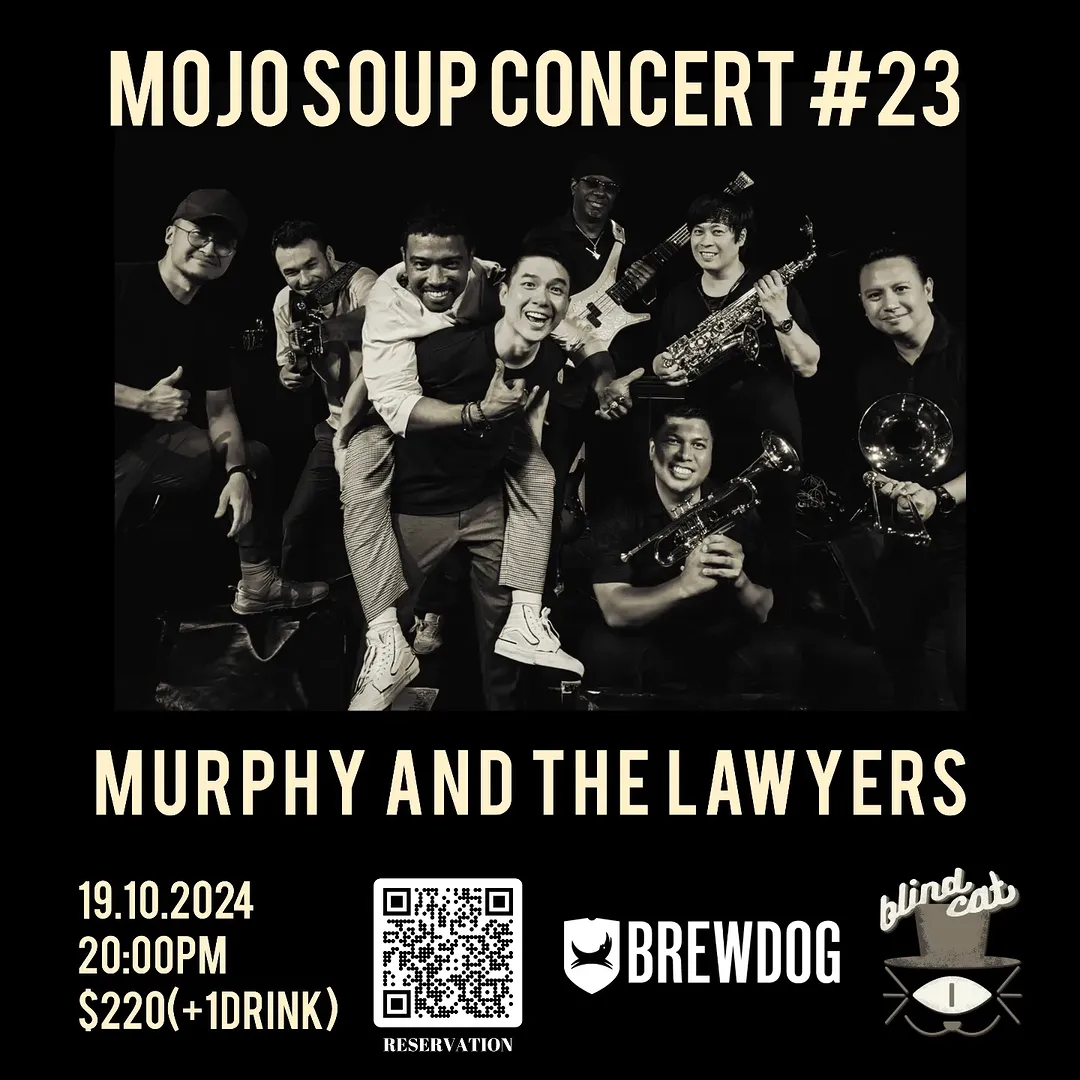 MOJO SOUP CONCERT #23
MURPHY AND THE LAWYERS
19.10.2024
20:00PM
$220(+1DRINK)
RESERVATION
BREWDOG
blind
cat